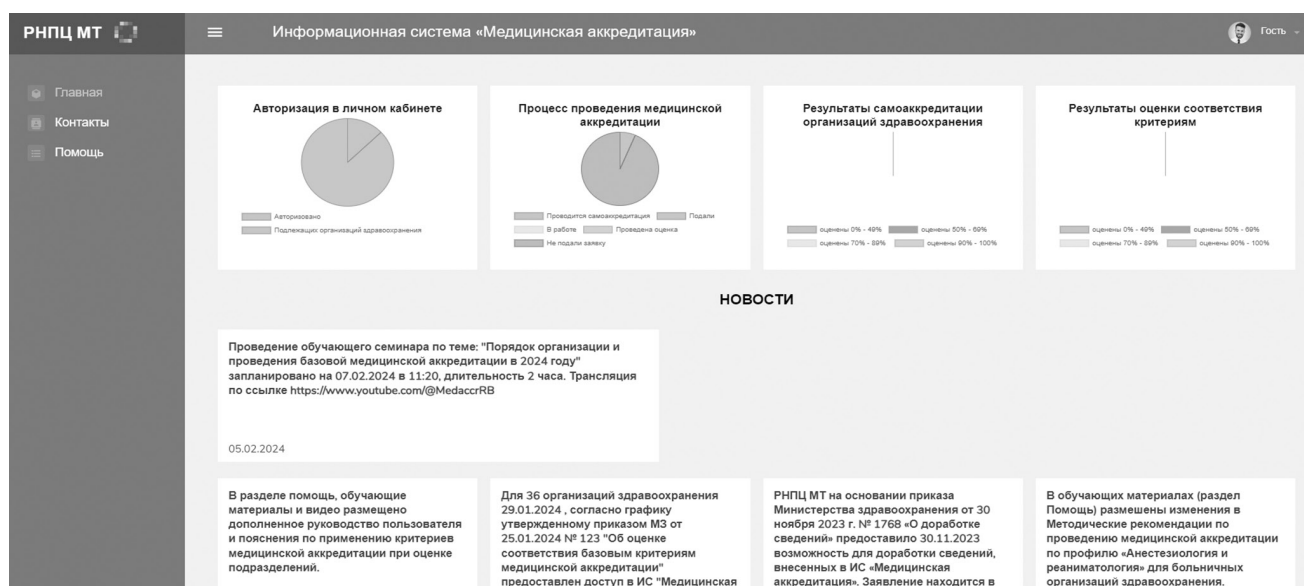 РНПЦ МТ
Информационная система «Медицинская аккредитация»
Гость
Главная
Контакты
Помощь
Авторизация в личном кабинете
Авторизовано
Подлежащих организаций здравоохранения
Процесс проведения медицинской
аккредитации
Проводится самоаккредитация Подали
В работе Проведена оценка
Не подали заявку
Результаты самоаккредитации
организаций здравоохранения
оценены 0% - 49% оценены 50% - 69%
оценены 70% - 89% оценены 90% - 100%
Результаты оценки соответствия
критериям
оценены 0% - 49% оценены 50% - 69%
оценены 70% - 89% оценены 90% - 100%
НОВОСТИ
Проведение обучающего семинара по теме: "Порядок организации и
проведения базовой медицинской аккредитации в 2024 году"
запланировано на 07.02.2024 в 11:20, длительность 2 часа. Трансляция
по ссылке https://www.youtube.com/@MedaccrRB
05.02.2024
В разделе помощь, обучающие
материалы и видео размещено
дополненное руководство пользователя
и пояснения по применению критериев
медицинской аккредитации при оценке
подразделений.
Для 36 организаций здравоохранения
29.01.2024 , согласно графику
утвержденному приказом МЗ от
25.01.2024 № 123 "Об оценке
соответствия базовым критериям
медицинской аккредитации"
предоставлен доступ в ИС "Медицинская
РНПЦ МТ на основании приказа
Министерства здравоохранения от 30
ноября 2023 г. № 1768 «О доработке
сведений» предоставило 30.11.2023
возможность для доработки сведений,
внесенных в ИС «Медицинская
аккредитация». Заявление находится в
В обучающих материалах (раздел
Помощь) размешены изменения в
Методические рекомендации по
проведению медицинской аккредитации
по профилю «Анестезиология и
реаниматология» для больничных
организаций здравоохранения.